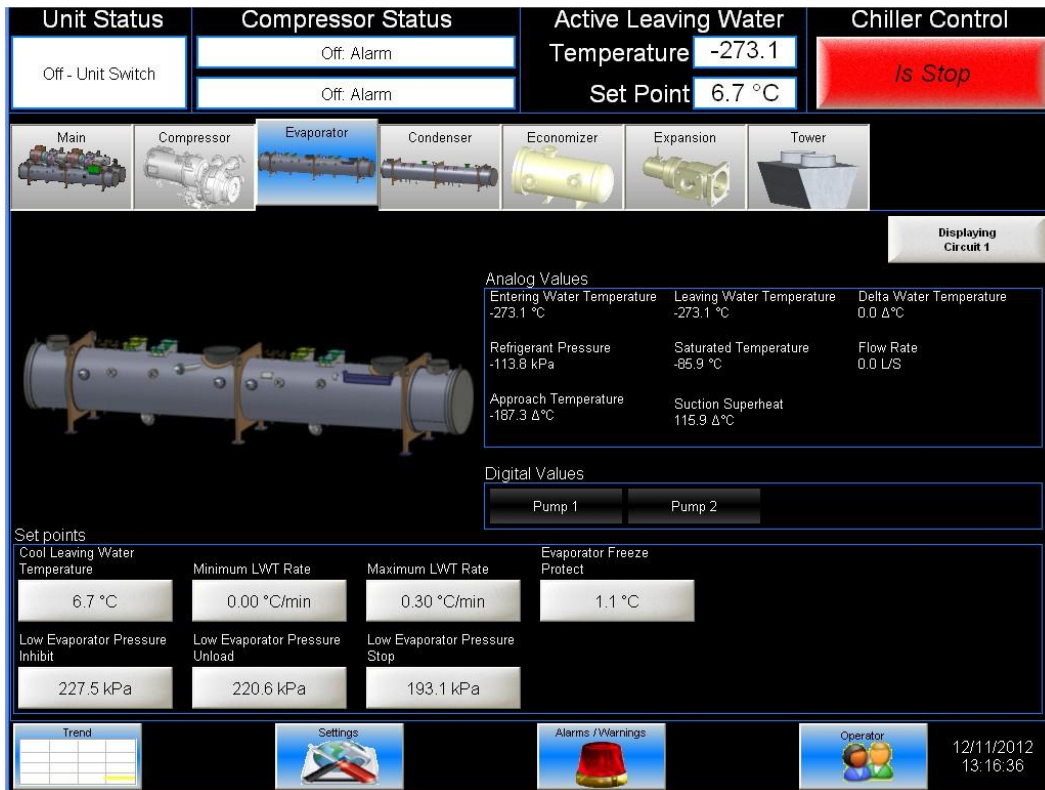 Unit Status
Compressor Status
Active Leaving Water
Chiller Control
Off - Unit Switch
Off: Alarm
Off: Alarm
Temperature -273.1
Set Point 6.7 °C
Is Stop
Main
Compressor
Evaporator
Condenser
Economizer
Expansion
Tower
Displaying
Circuit 1
Analog Values
Entering Water Temperature
-273.1 °C
Leaving Water Temperature
-273.1 °C
Delta Water Temperature
0.0 Δ°C
Refrigerant Pressure
-113.8 kPa
Saturated Temperature
-85.9 °C
Flow Rate
0.0 L/S
Approach Temperature
-187.3 Δ°C
Suction Superheat
115.9 Δ°C
Digital Values
Pump 1
Pump 2
Set points
Cool Leaving Water
Temperature
6.7 °C
Minimum LWT Rate
0.00 °C/min
Maximum LWT Rate
0.30 °C/min
Evaporator Freeze
Protect
1.1 °C
Low Evaporator Pressure
Inhibit
227.5 kPa
Low Evaporator Pressure
Unload
220.6 kPa
Low Evaporator Pressure
Stop
193.1 kPa
Trend
Settings
Alarms / Warnings
Operator
12/11/2012
13:16:36